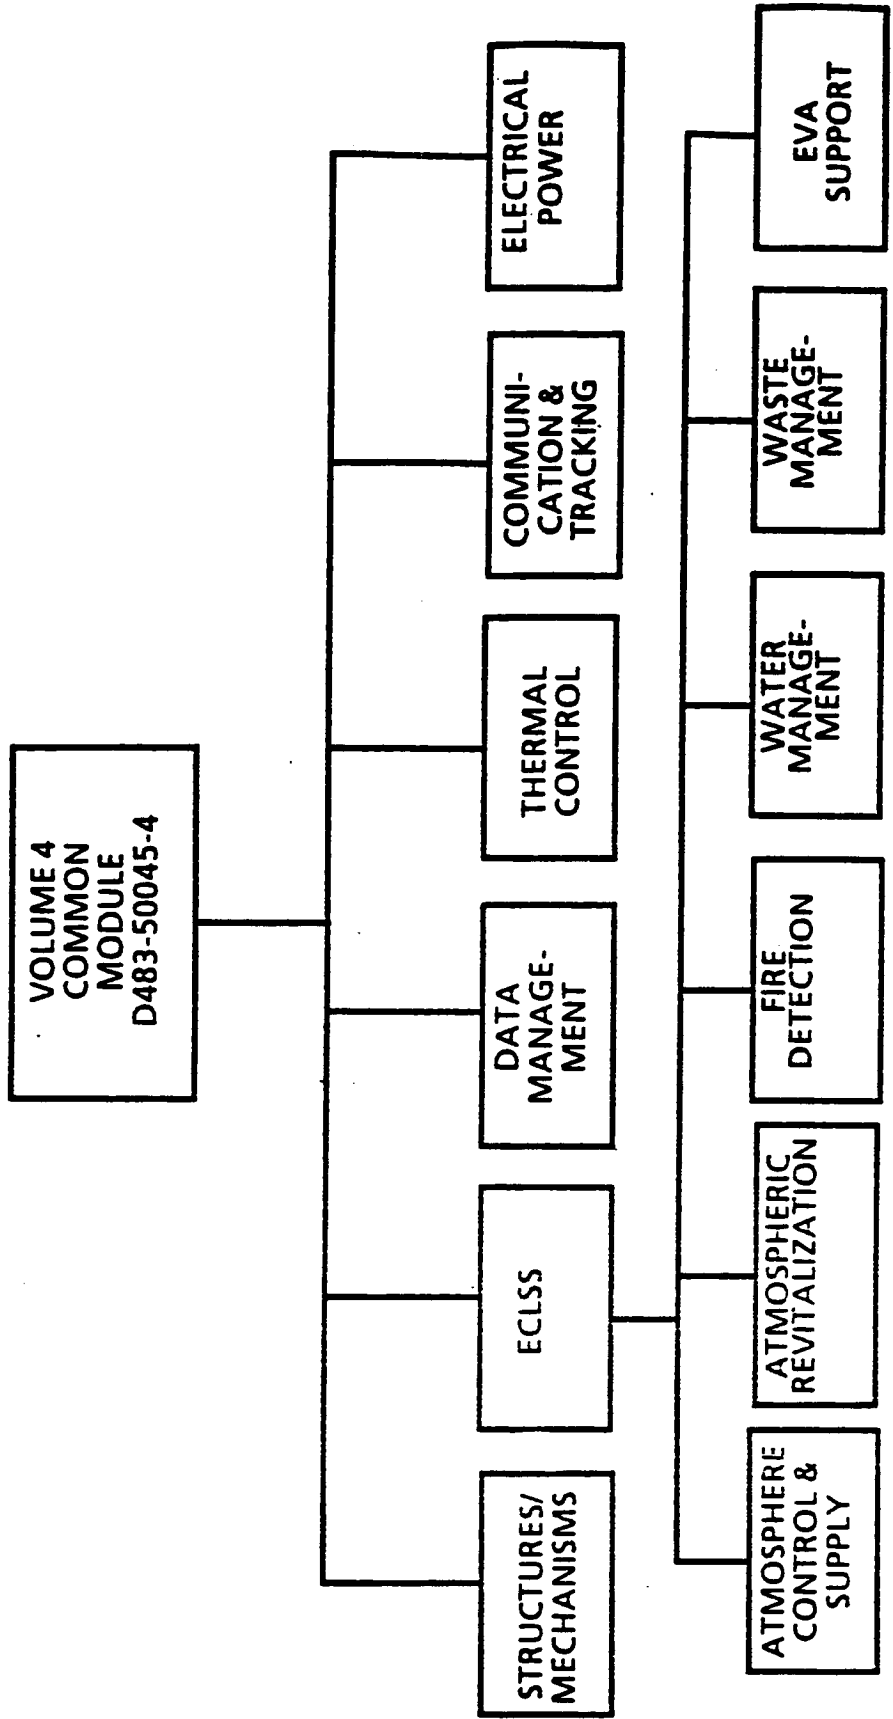 VOLUME 4
COMMON
MODULE
D483-50045-4
STRUCTURES/
MECHANISMS
ECLSS
DATA
MANAGE-
MENT
THERMAL
CONTROL
COMMUNI-
CATION &
TRACKING
ELECTRICAL
POWER
ATMOSPHERE
CONTROL &
SUPPLY
ATMOSPHERIC
REVITALIZATION
FIRE
DETECTION
WATER
MANAGE-
MENT
WASTE
MANAGE-
MENT
EVA
SUPPORT